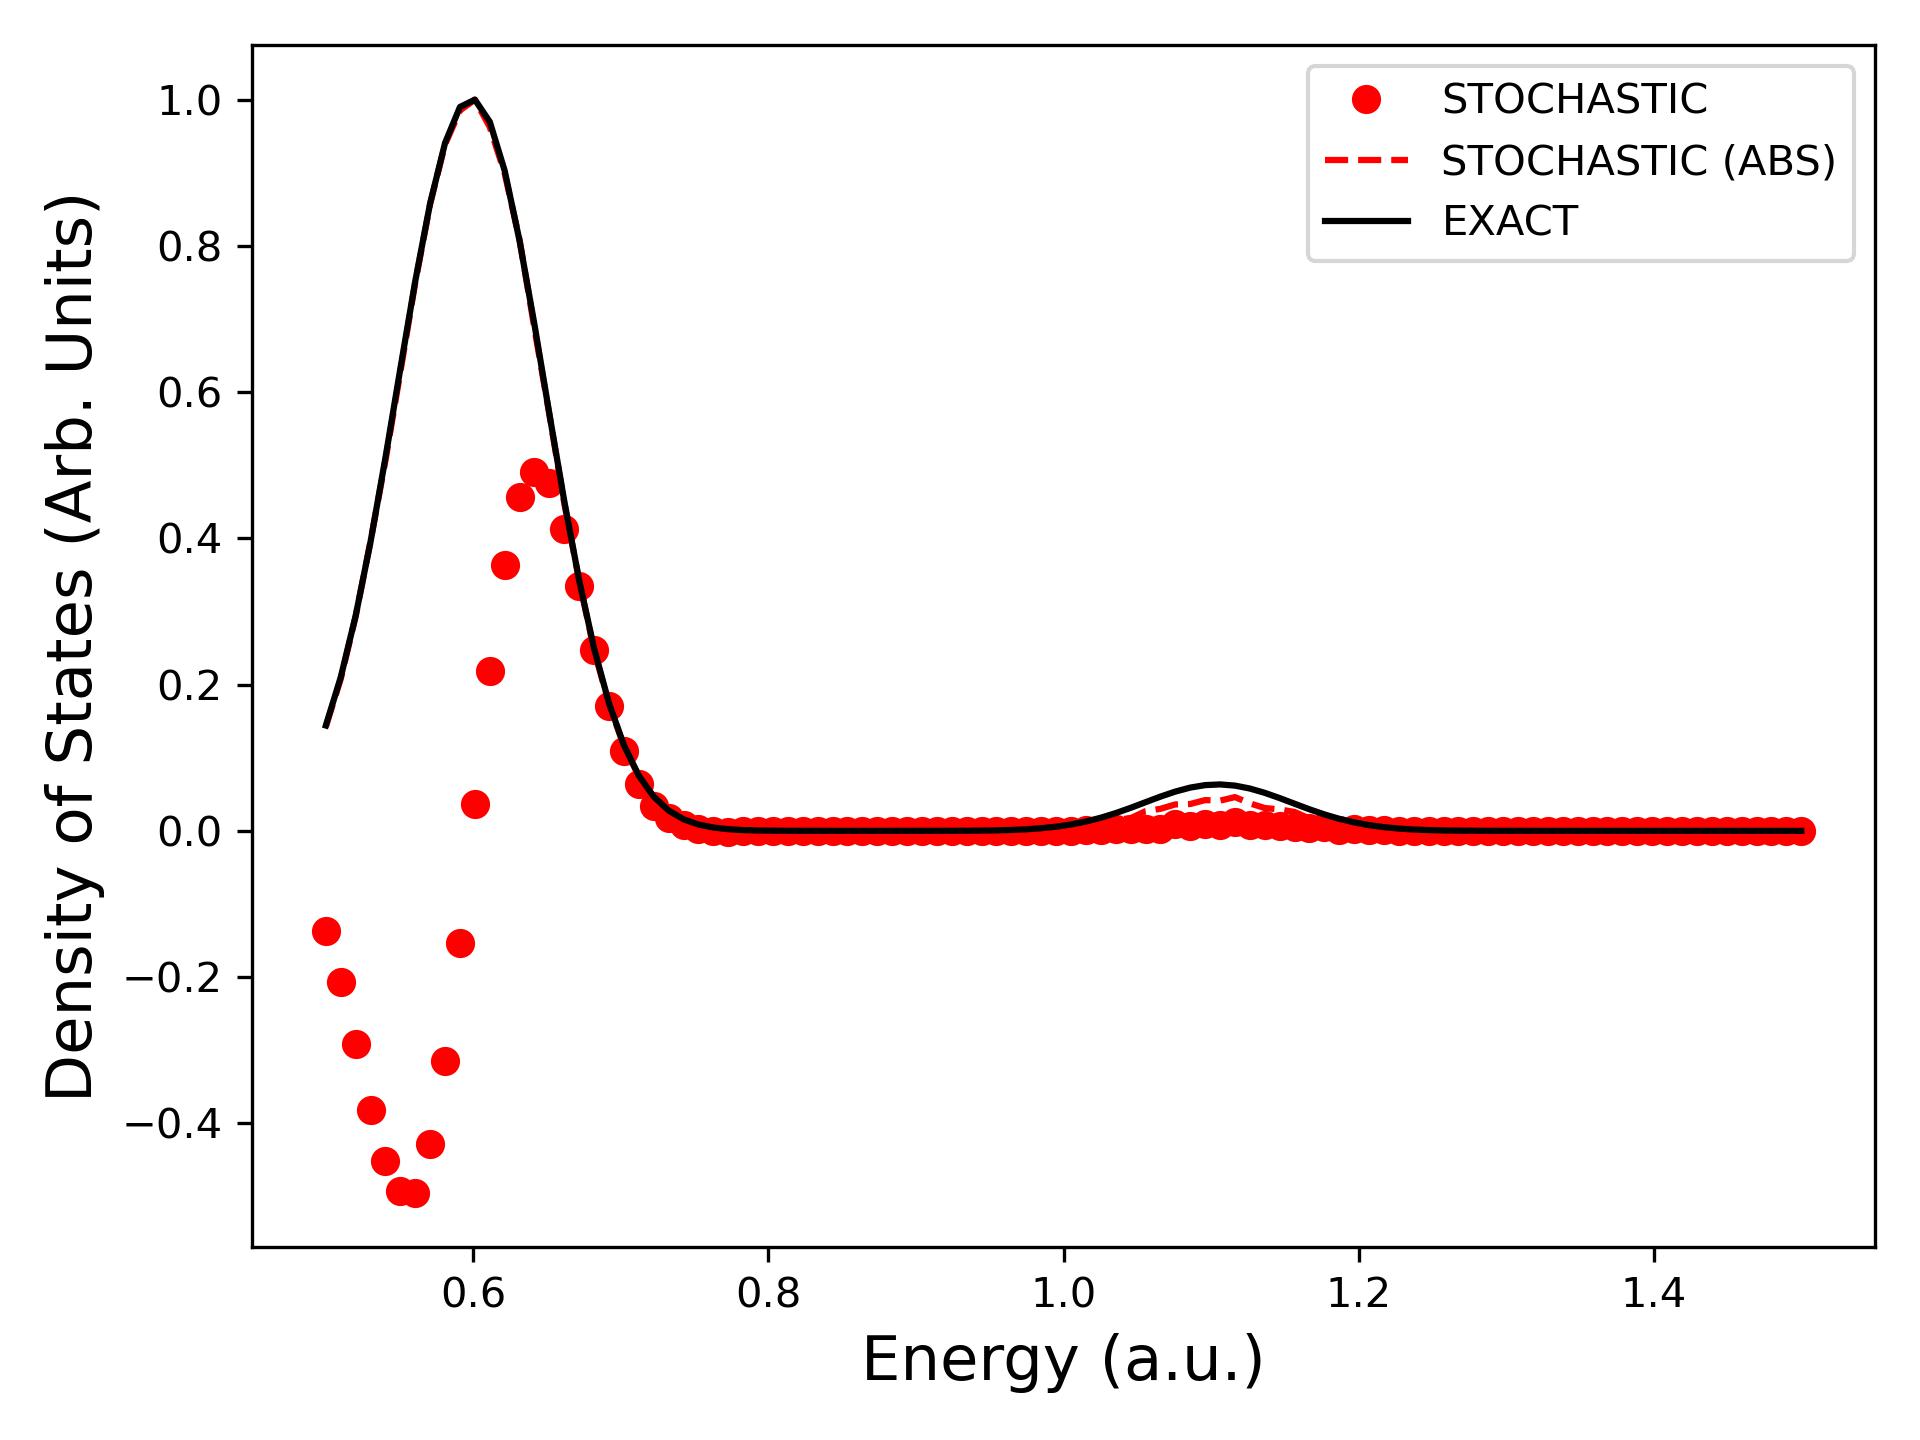 STOCHASTIC
STOCHASTIC (ABS)
EXACT
Density of States (Arb. Units)
1.0
0.8
0.6
0.4
0.2
0.0
−0.2
−0.4
0.6 0.8 1.0 1.2 1.4
Energy (a.u.)